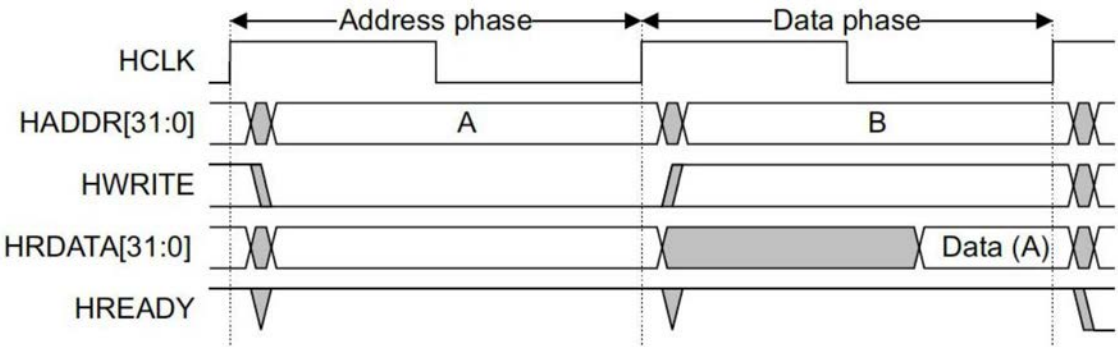 Address phase Data phase
HCLK
HADDR[31:0] A B
HWRITE
HRDATA[31:0] Data (A)
HREADY